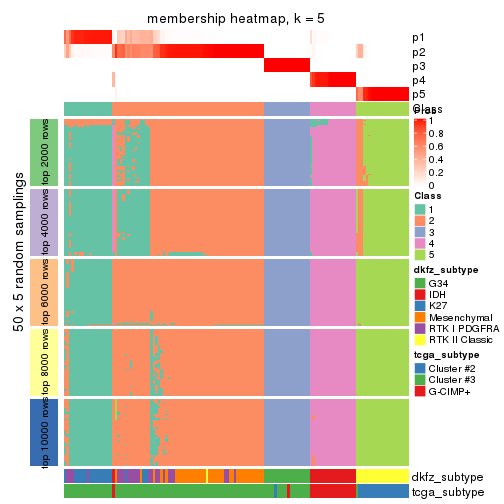 membership heatmap, k = 5
p1
p2
p3
p4
p5
Class
Prob
1
0.8
0.6
0.4
0.2
0
Class
1
2
3
4
5
dkfz_subtype
G34
IDH
K27
Mesenchymal
RTK I PDGFRA
RTK II Classic
tcga_subtype
Cluster #2
Cluster #3
G-CIMP+
50 x 5 random samplings
top 2000 rows
top 4000 rows
top 6000 rows
top 8000 rows
top 10000 rows
dkfz_subtype
tcga_subtype